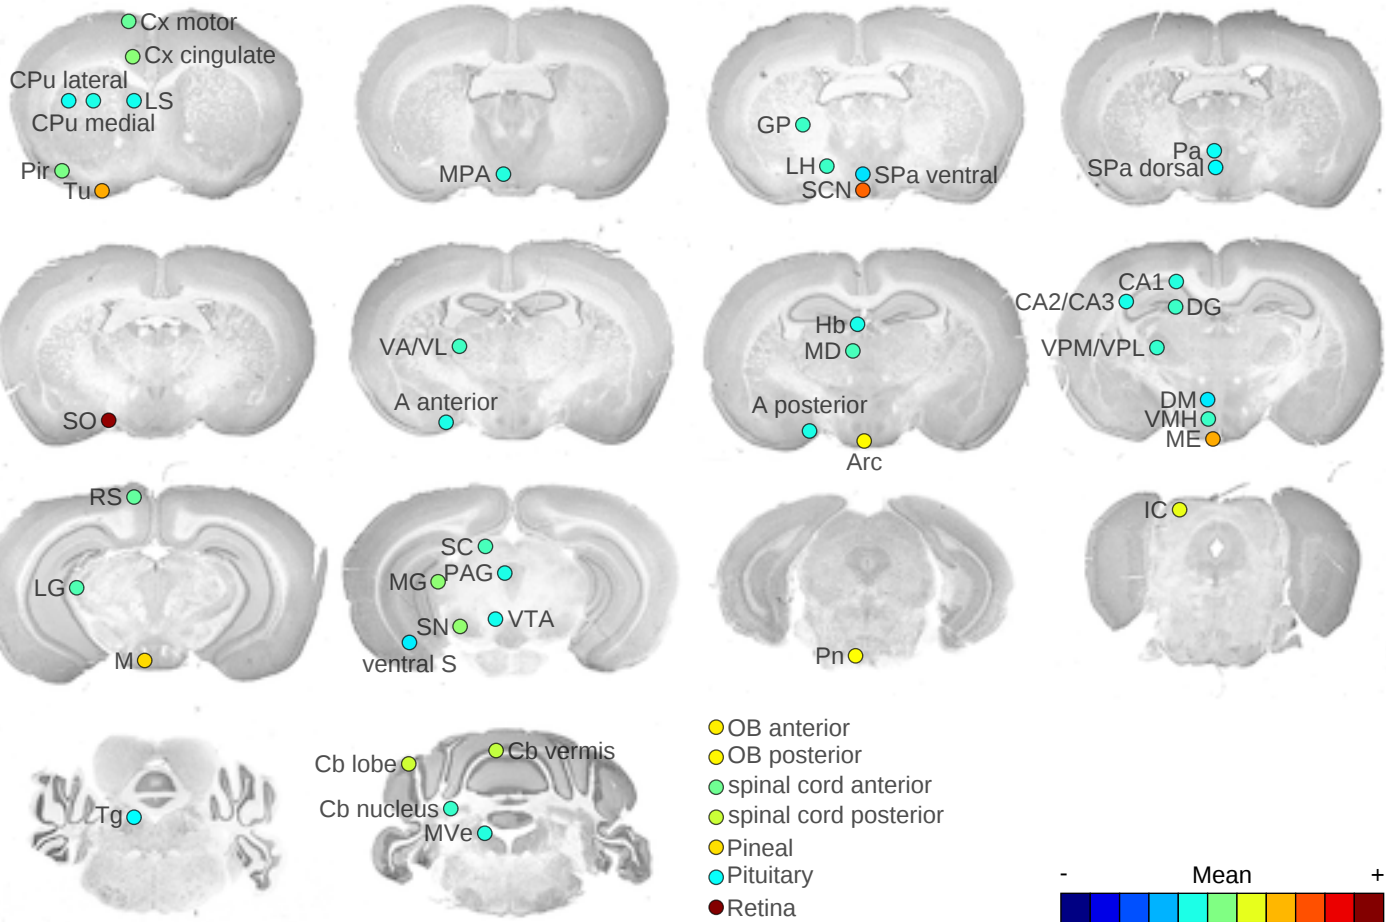 Cx motor
Cx cingulate
CPu lateral
LS
CPu medial
Pir
Tu
MPA
GP
LH
SPa ventral
SCN
Pa
SPa dorsal
SO
VA/VL
A anterior
Hb
MD
A posterior
Arc
CA1
CA2/CA3
DG
VPM/VPL
DM
VMH
ME
RS
LG
M
SC
MG
PAG
SN
VTA
ventral S
Pn
IC
Tg
Cb lobe
Cb vermis
Cb nucleus
MVe
OB anterior
OB posterior
spinal cord anterior
spinal cord posterior
Pineal
Pituitary
Retina
- Mean +